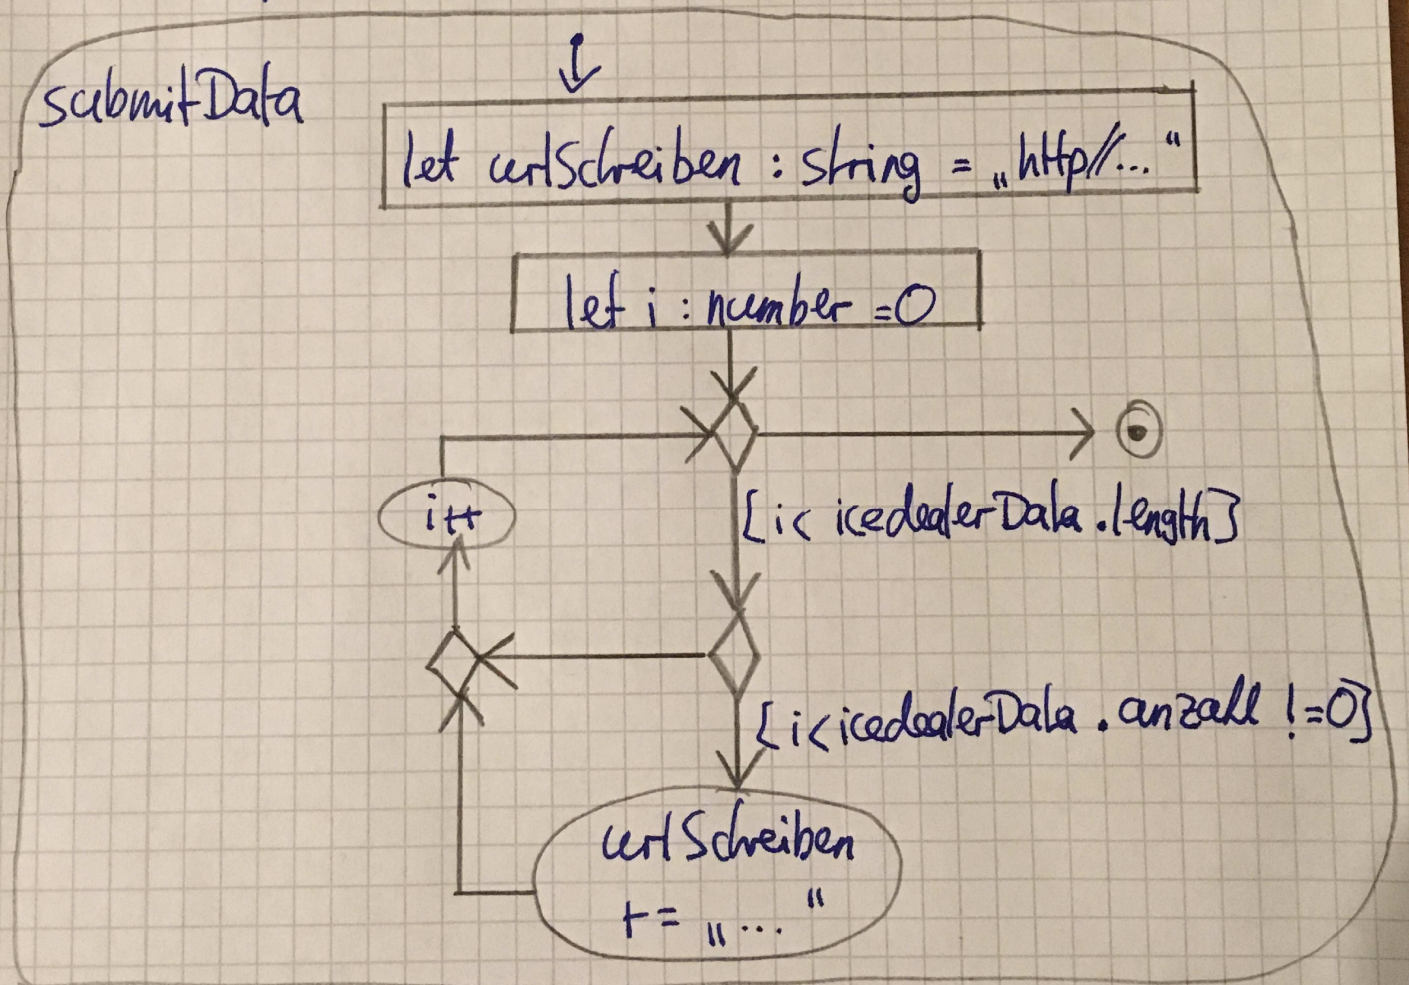 submitData
let urlSchreiben : string = „http//..."
let i : number =0
i++
[i< icedealerData.length]
[i<icedealerData.anzahl !=0]
urlSchreiben
+= „..."